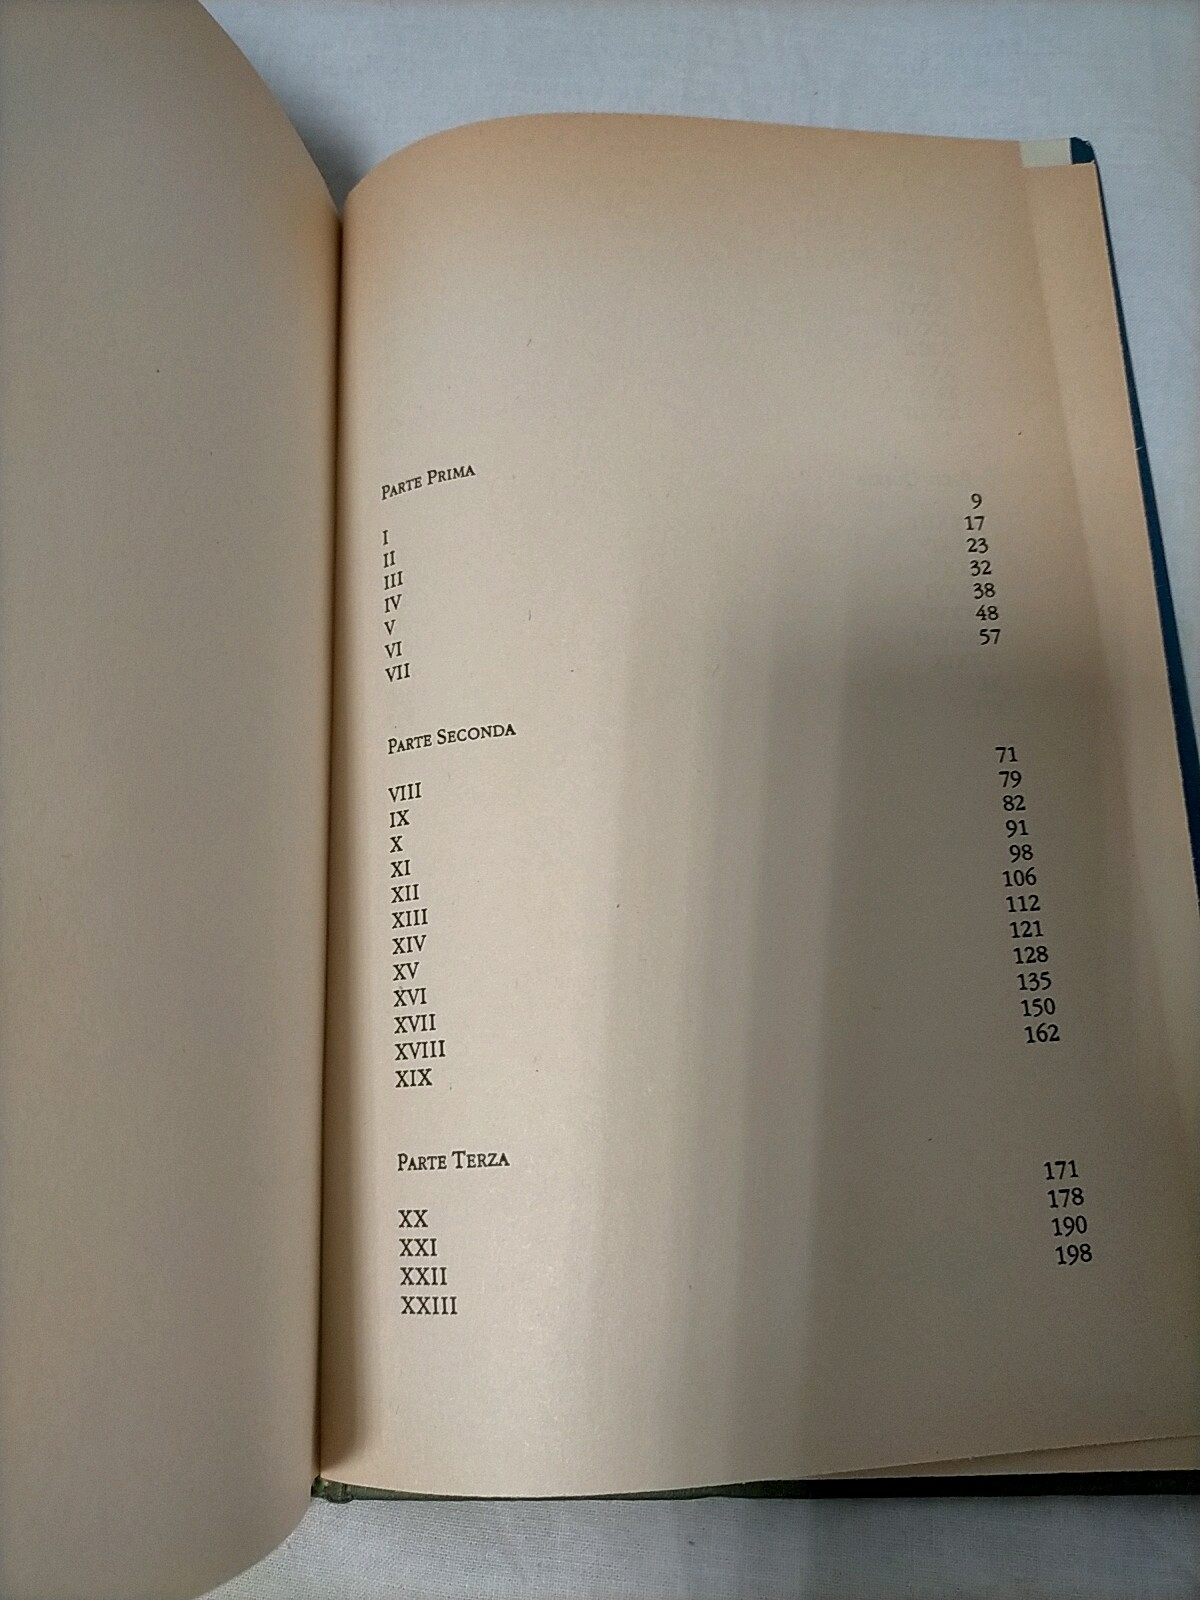 PARTE PRIMA
I 9
II 17
III 23
IV 32
V 38
VI 48
VII 57
PARTE SECONDA
VIII 71
IX 79
X 82
XI 91
XII 98
XIII 106
XIV 112
XV 121
XVI 128
XVII 135
XVIII 150
XIX 162
PARTE TERZA
XX 171
XXI 178
XXII 190
XXIII 198